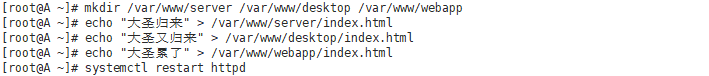 [root@A ~]# mkdir /var/www/server /var/www/desktop /var/www/webapp
[root@A ~]# echo "大圣归来" > /var/www/server/index.html
[root@A ~]# echo "大圣又归来" > /var/www/desktop/index.html
[root@A ~]# echo "大圣累了" > /var/www/webapp/index.html
[root@A ~]# systemctl restart httpd